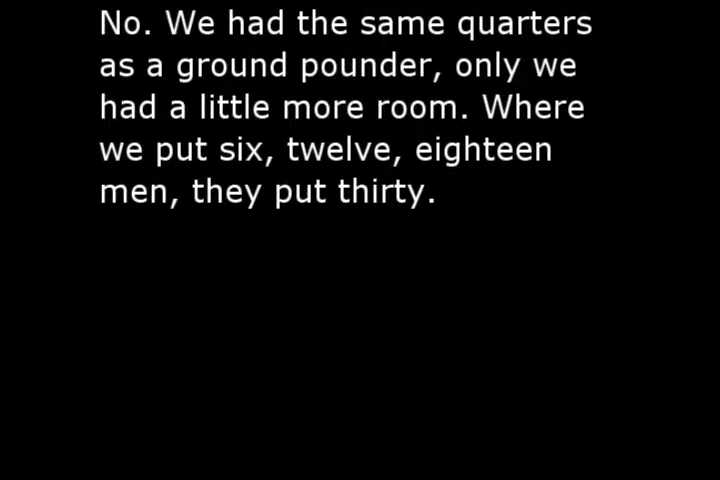 No. We had the same quarters
as a ground pounder, only we
had a little more room. Where
we put six, twelve, eighteen
men, they put thirty.